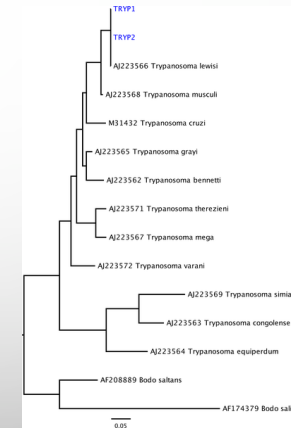 TRYP1
TRYP2
AJ223566 Trypanosoma lewisi
AJ223568 Trypanosoma musculi
M31432 Trypanosoma cruzi
AJ223565 Trypanosoma grayi
AJ223562 Trypanosoma bennetti
AJ223571 Trypanosoma therezieni
AJ223567 Trypanosoma mega
AJ223572 Trypanosoma varani
AJ223569 Trypanosoma simia
AJ223563 Trypanosoma congolense
AJ223564 Trypanosoma equiperdum
AF208889 Bodo saltans
AF174379 Bodo sali
0.05